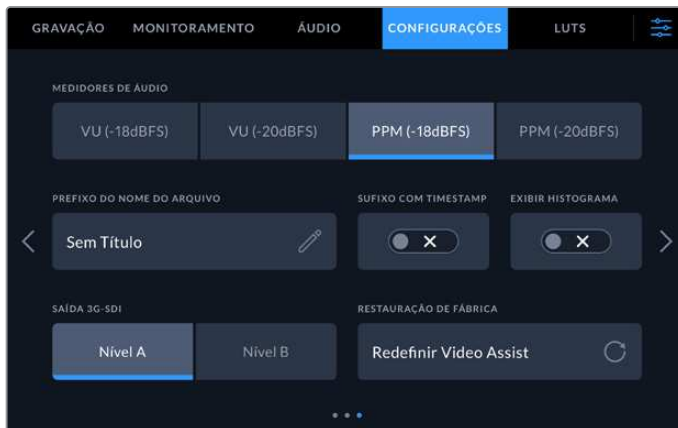 GRAVAÇÃO MONITORAMENTO ÁUDIO CONFIGURAÇÕES LUTS
MEDIDORES DE ÁUDIO
VU (-18dBFS) VU (-20dBFS) PPM (-18dBFS) PPM (-20dBFS)
PREFIXO DO NOME DO ARQUIVO SUFIXO COM TIMESTAMP EXIBIR HISTOGRAMA
Sem Título
SAÍDA 3G-SDI RESTAURAÇÃO DE FÁBRICA
Nível A Nível B Redefinir Video Assist